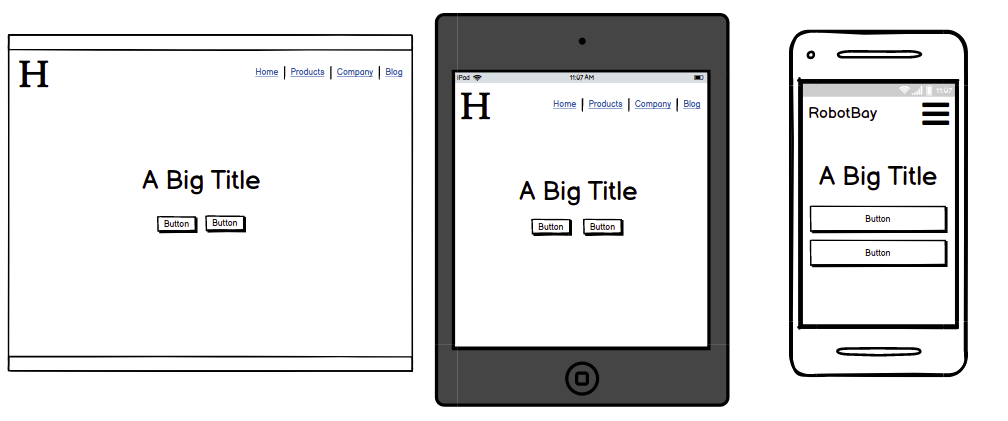 H
Home | Products | Company | Blog
A Big Title
Button Button
iPad 11:07 AM
H
Home | Products | Company | Blog
A Big Title
Button Button
11:07
RobotBay
A Big Title
Button
Button